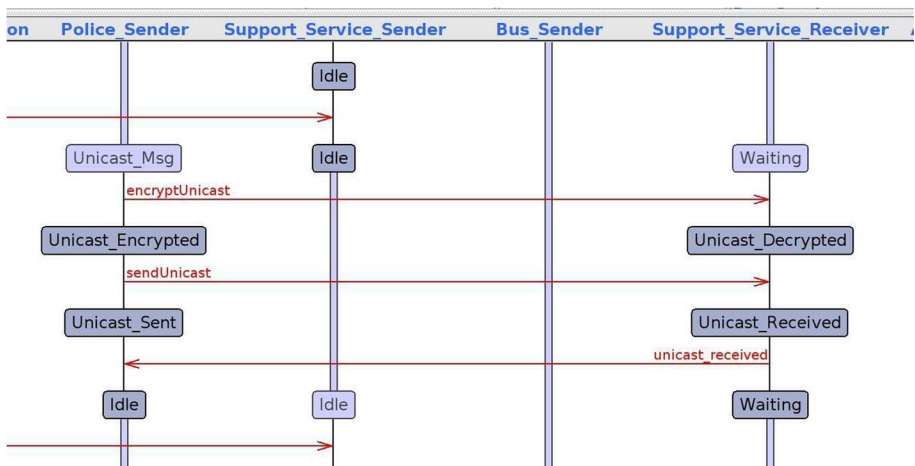 on Police_Sender Support_Service_Sender Bus_Sender Support_Service_Receiver
Idle
Unicast_Msg Idle Waiting
encryptUnicast
Unicast_Encrypted Unicast_Decrypted
sendUnicast
Unicast_Sent Unicast_Received
unicast_received
Idle Idle Waiting